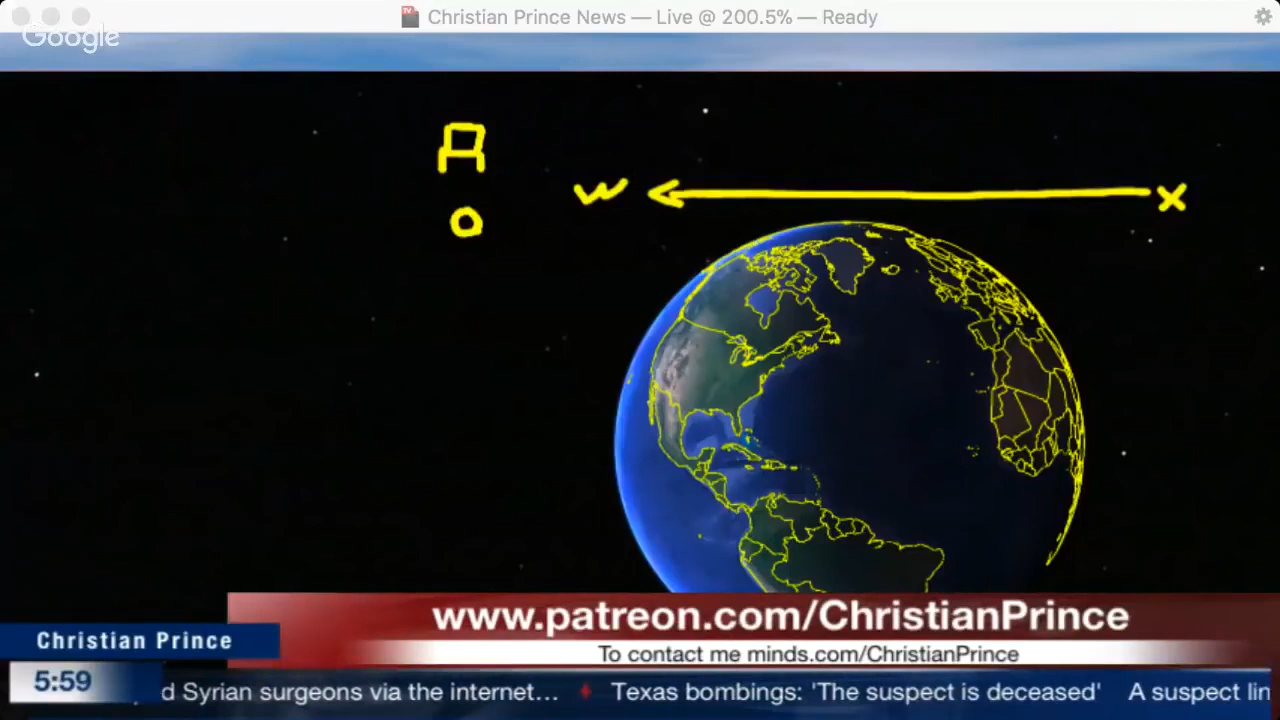 Christian Prince News — Live @ 200.5% — Ready
Google
W X
O
www.patreon.com/ChristianPrince
Christian Prince
To contact me minds.com/ChristianPrince
5:59
d Syrian surgeons via the internet... Texas bombings: 'The suspect is deceased' A suspect lin